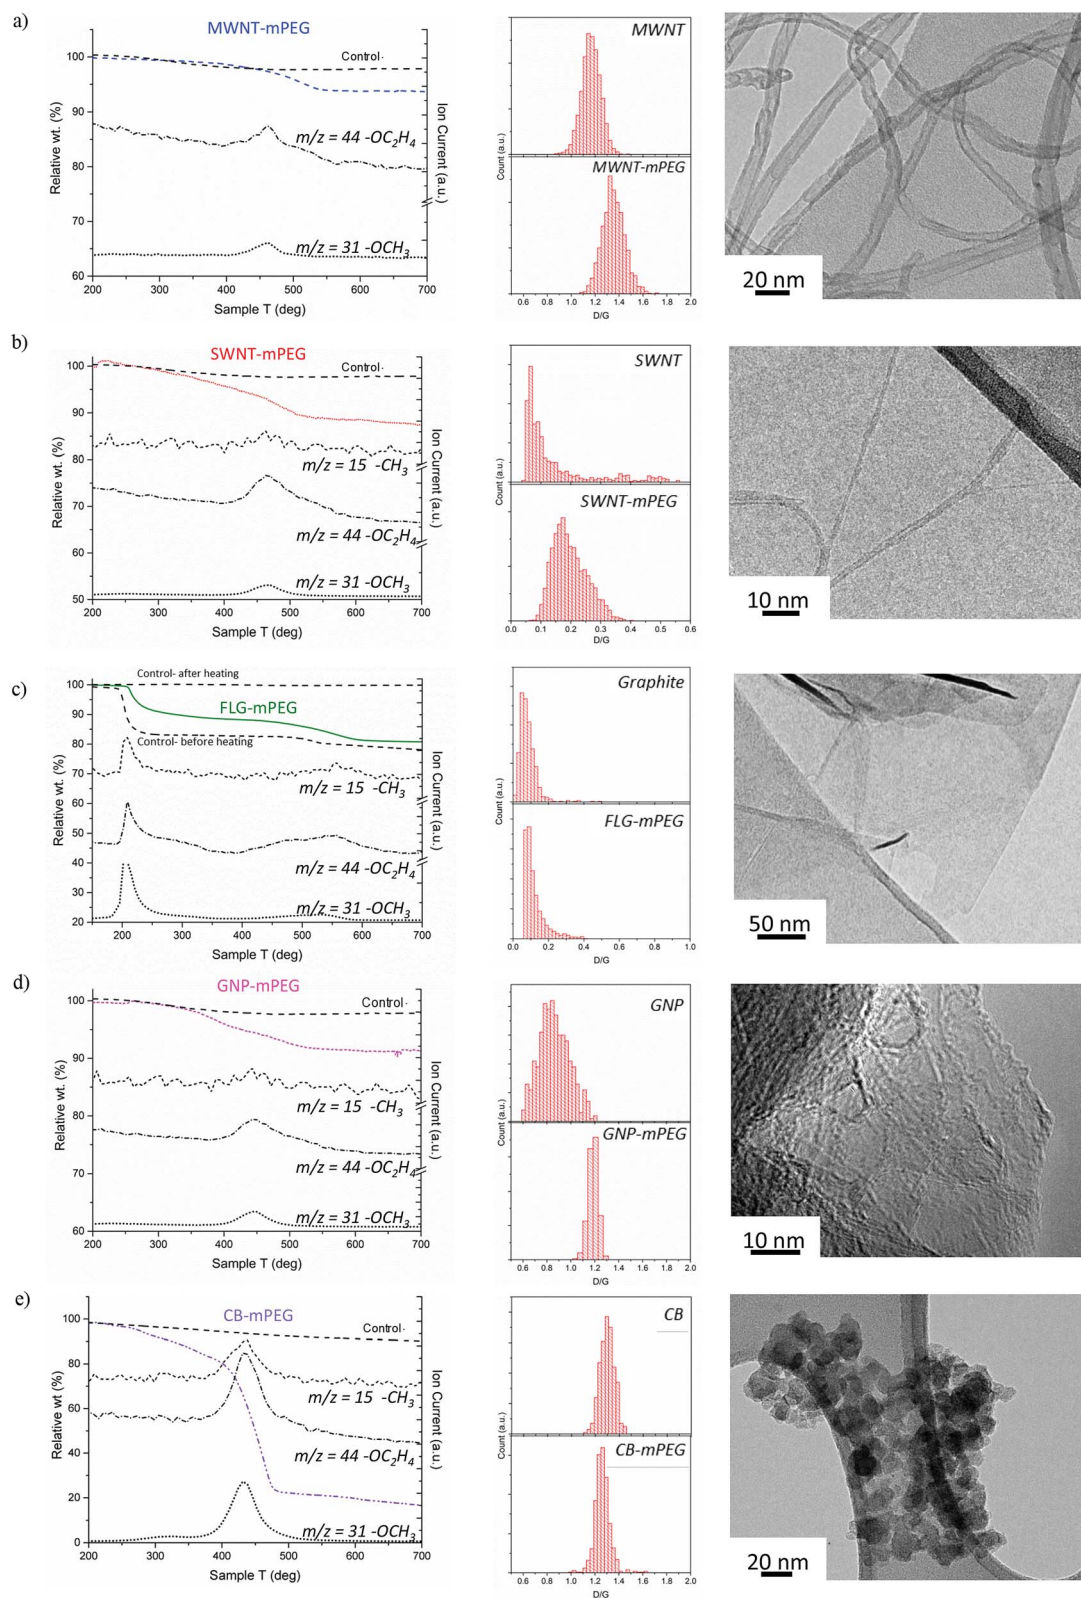 a)
MWNT-mPEG
Control
m/z = 44 -OC2H4
m/z = 31 -OCH3
Relative wt. (%)
Ion Current (a.u.)
100
95
90
85
80
65
60
200 300 400 500 600 700
Sample T (deg)
MWNT
MWNT-mPEG
Count (a.u.)
0.6 0.8 1.0 1.2 1.4 1.6 1.8 2.0
D/G
20 nm
b)
SWNT-mPEG
Control
m/z = 15 -CH3
m/z = 44 -OC2H4
m/z = 31 -OCH3
Relative wt. (%)
Ion Current (a.u.)
100
90
80
70
60
50
200 300 400 500 600 700
Sample T (deg)
SWNT
Count (a.u.)
SWNT-mPEG
Count (a.u.)
0.0 0.1 0.2 0.3 0.4 0.5 0.6
D/G
10 nm
c)
Control- after heating
FLG-mPEG
Control- before heating
m/z = 15 -CH3
m/z = 44 -OC2H4
m/z = 31 -OCH3
Relative wt. (%)
Ion Current (a.u.)
100
90
80
70
60
50
40
30
20
200 300 400 500 600 700
Sample T (deg)
Graphite
Count (a.u.)
FLG-mPEG
Count (a.u.)
0.0 0.2 0.4 0.6 0.8 1.0
D/G
50 nm
d)
GNP-mPEG
Control
m/z = 15 -CH3
m/z = 44 -OC2H4
m/z = 31 -OCH3
Relative wt. (%)
Ion Current (a.u.)
100
90
80
70
60
200 300 400 500 600 700
Sample T (deg)
GNP
Count (a.u.)
GNP-mPEG
Count (a.u.)
0.6 0.8 1.0 1.2 1.4 1.6 1.8 2.0
D/G
10 nm
e)
CB-mPEG
Control
m/z = 15 -CH3
m/z = 44 -OC2H4
m/z = 31 -OCH3
Relative wt. (%)
Ion Current (a.u.)
100
80
60
40
20
0
200 300 400 500 600 700
Sample T (deg)
CB
Count (a.u.)
CB-mPEG
Count (a.u.)
0.6 0.8 1.0 1.2 1.4 1.6 1.8 2.0
D/G
20 nm